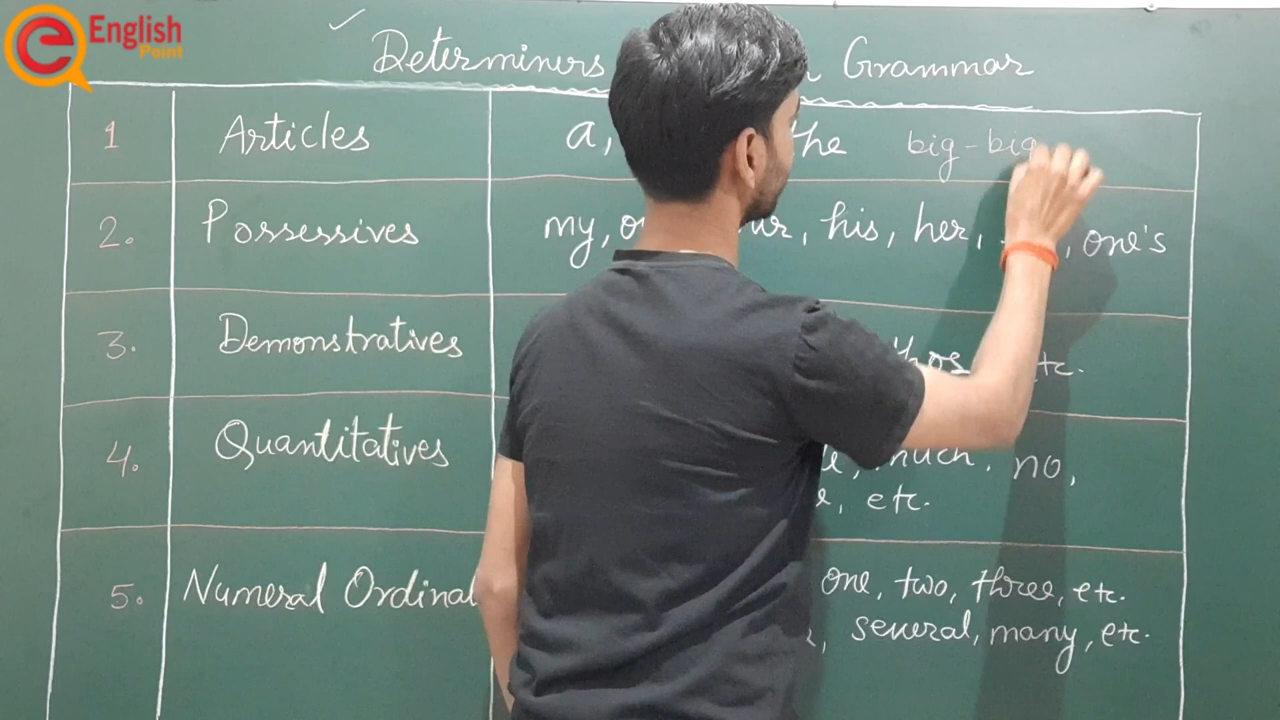 English
Point
Determiners Grammar
1 Articles a, the big-big
2. Possessives my, his, her, one's
3. Demonstratives etc.
4. Quantitatives much, no,
etc.
5. Numeral Ordinal one, two, three, etc.
several, many, etc.